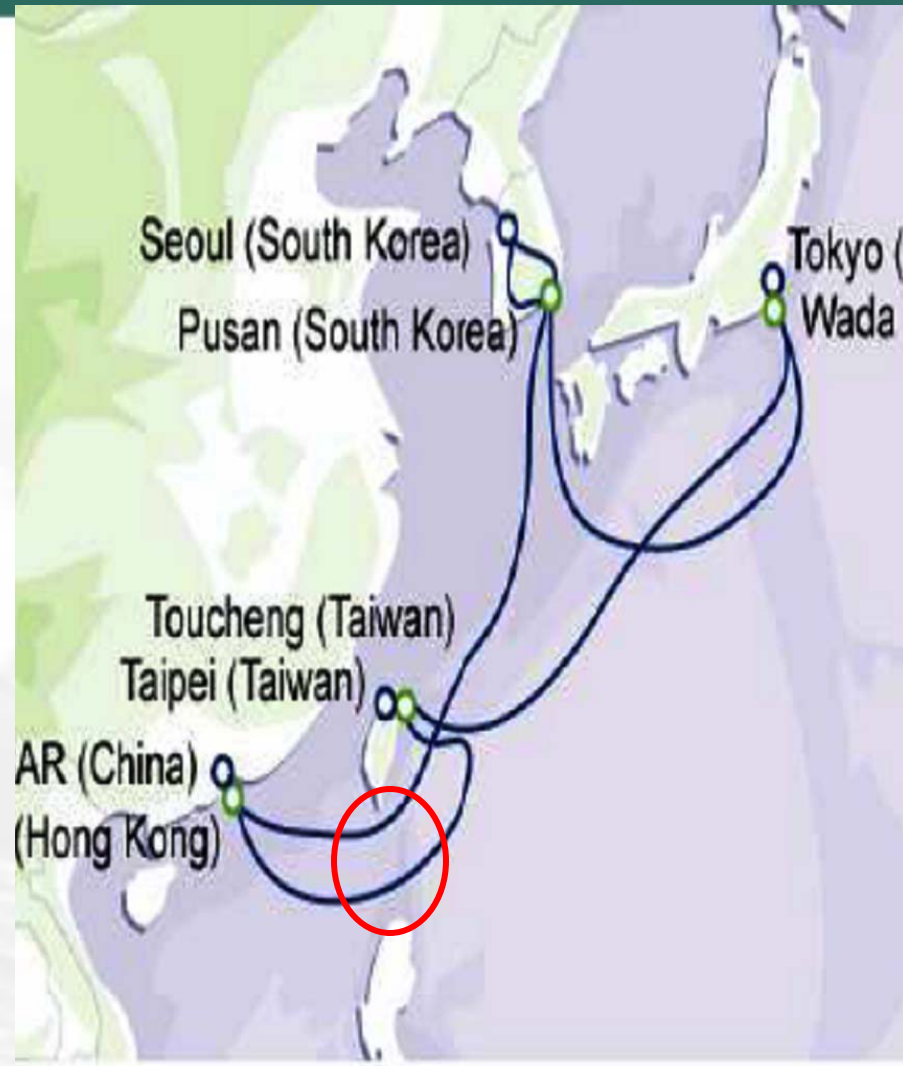 Seoul (South Korea)
Tokyo (
Pusan (South Korea)
Wada
Toucheng (Taiwan)
Taipei (Taiwan)
AR (China)
(Hong Kong)